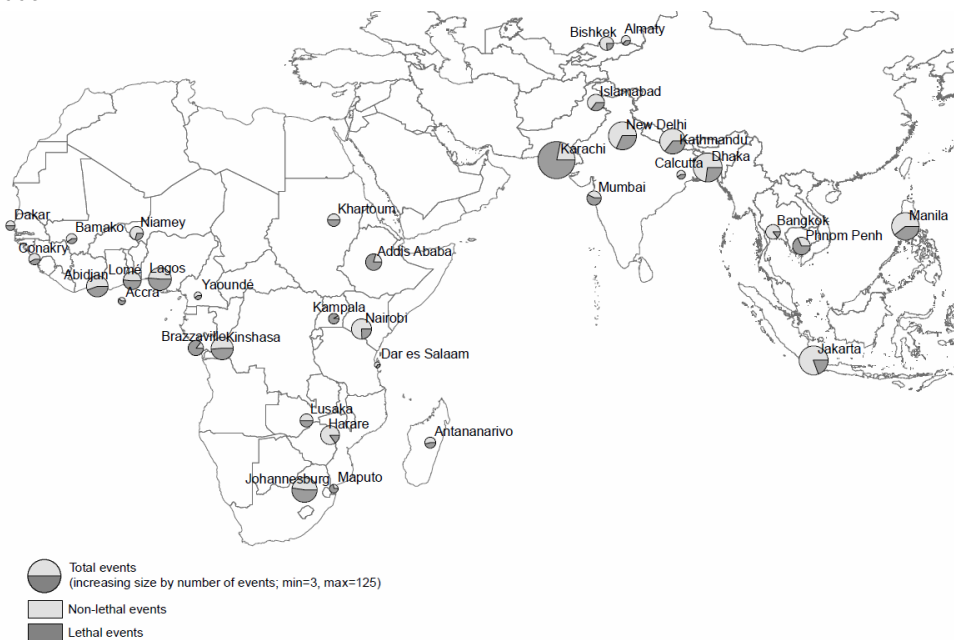 Bishkek
Almaty
Islamabad
New Delhi
Kathmandu
Karachi
Dhaka
Calcutta
Mumbai
Dakar
Bamako
Niamey
Khartoum
Bangkok
Manila
Conakry
Phnom Penh
Abidjan
Lomé
Lagos
Addis Ababa
Accra
Yaoundé
Kampala
Nairobi
Brazzaville
Kinshasa
Dar es Salaam
Jakarta
Lusaka
Harare
Antananarivo
Johannesburg
Maputo
Total events
(increasing size by number of events; min=3, max=125)
Non-lethal events
Lethal events